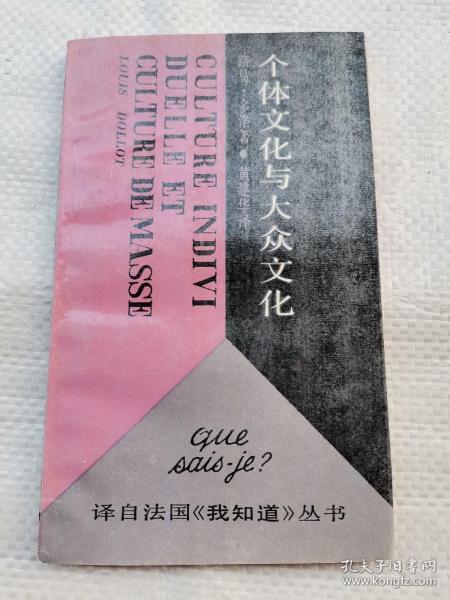 个体文化与大众文化
CULTURE INDIVI
DUELLE ET
CULTURE DE MASSE
LOUIS DOLLOT
que
sais-je?
译自法国《我知道》丛书
孔夫子旧书网
www.kongfz.com